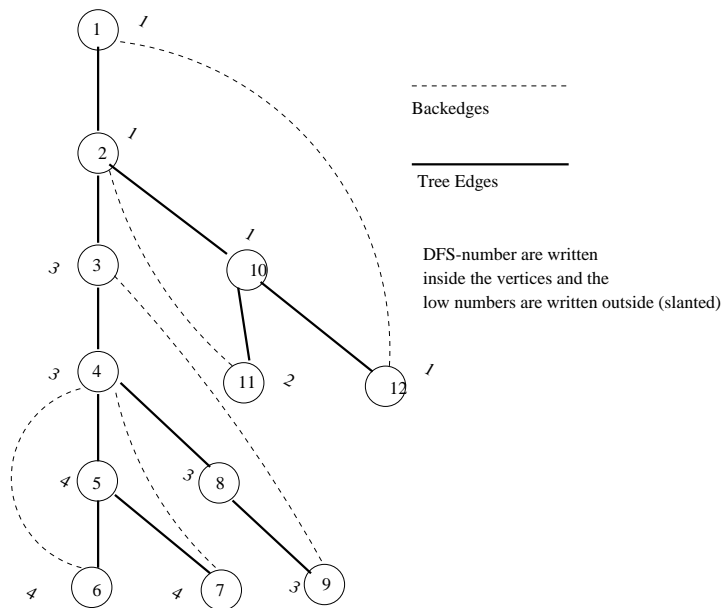 1 1
Backedges
2 1
Tree Edges
3 3
10 1
DFS-number are written
inside the vertices and the
low numbers are written outside (slanted)
4 3
11 2
12 1
5 4
8 3
6 4
7 4
9 3